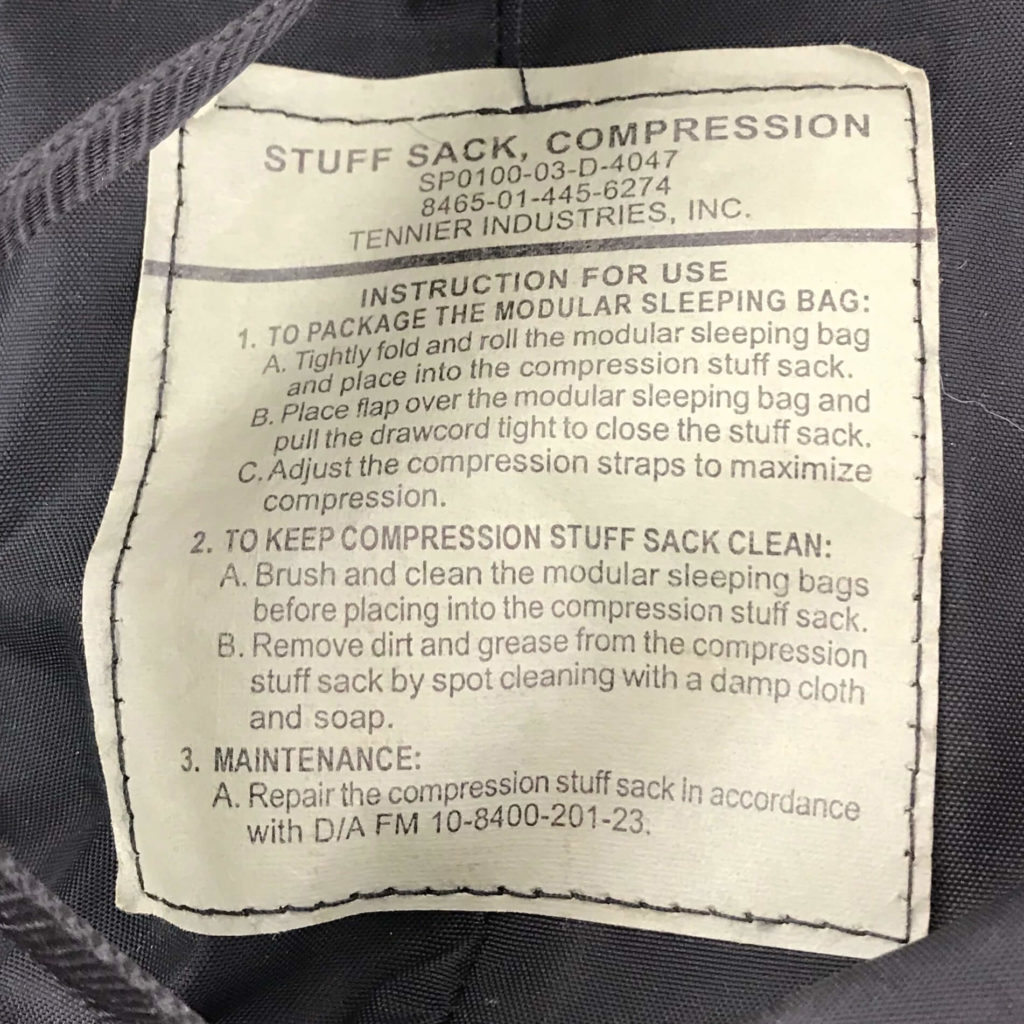 STUFF SACK, COMPRESSION
SP0100-03-D-4047
8465-01-445-6274
TENNIER INDUSTRIES, INC.
INSTRUCTION FOR USE
1. TO PACKAGE THE MODULAR SLEEPING BAG:
A. Tightly fold and roll the modular sleeping bag
and place into the compression stuff sack.
B. Place flap over the modular sleeping bag and
pull the drawcord tight to close the stuff sack.
C. Adjust the compression straps to maximize
compression.
2. TO KEEP COMPRESSION STUFF SACK CLEAN:
A. Brush and clean the modular sleeping bags
before placing into the compression stuff sack.
B. Remove dirt and grease from the compression
stuff sack by spot cleaning with a damp cloth
and soap.
3. MAINTENANCE:
A. Repair the compression stuff sack in accordance
with D/A FM 10-8400-201-23.